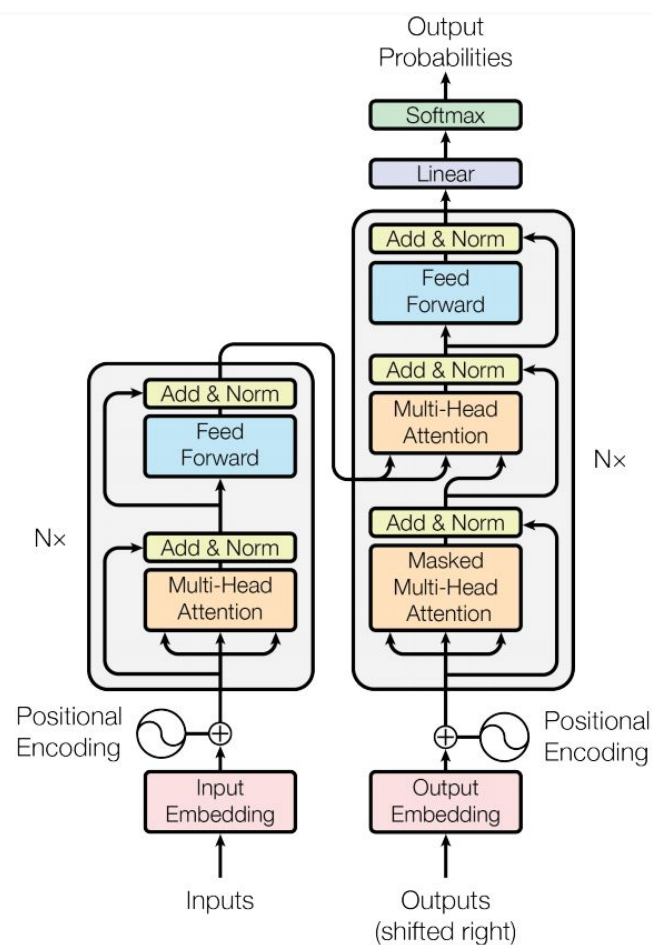 Output
Probabilities
Softmax
Linear
Add & Norm
Feed
Forward
Add & Norm
Multi-Head
Attention
Add & Norm
Masked
Multi-Head
Attention
N×
Add & Norm
Feed
Forward
Add & Norm
Multi-Head
Attention
N×
Positional
Encoding
Positional
Encoding
Input
Embedding
Output
Embedding
Inputs
Outputs
(shifted right)